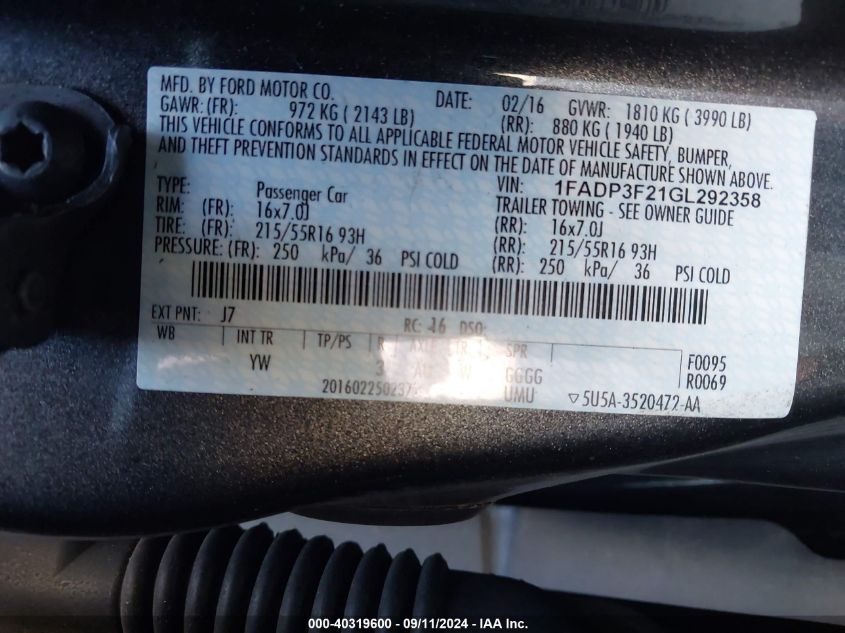 MFD. BY FORD MOTOR CO.
DATE: 02/16 GVWR: 1810 KG ( 3990 LB)
GAWR: (FR): 972 KG ( 2143 LB) (RR): 880 KG ( 1940 LB)
THIS VEHICLE CONFORMS TO ALL APPLICABLE FEDERAL MOTOR VEHICLE SAFETY, BUMPER,
AND THEFT PREVENTION STANDARDS IN EFFECT ON THE DATE OF MANUFACTURE SHOWN ABOVE.
VIN: 1FADP3F21GL292358
TYPE: Passenger Car TRAILER TOWING - SEE OWNER GUIDE
RIM: (FR): 16x7.0J (RR): 16x7.0J
TIRE: (FR): 215/55R16 93H (RR): 215/55R16 93H
PRESSURE: (FR): 250 kPa/ 36 PSI COLD (RR): 250 kPa/ 36 PSI COLD
EXT PNT: J7 RC: 16 DSO:
WB INT TR TP/PS R AXLE TR SPR
YW 3 W GGGG
F0095
R0069
UMU
▽5U5A-3520472-AA
000-40319600 - 09/11/2024 - IAA Inc.